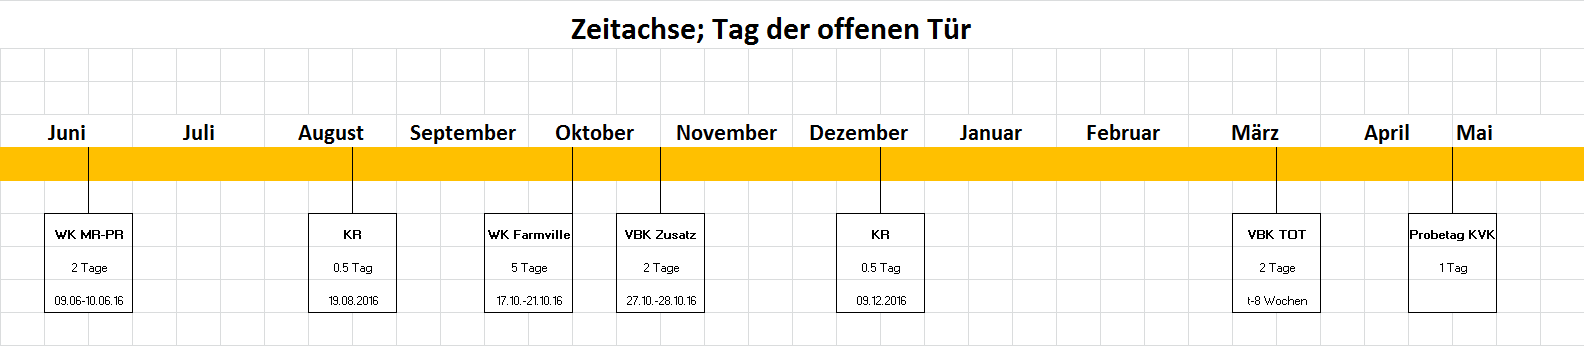 Zeitachse; Tag der offenen Tür
Juni Juli August September Oktober November Dezember Januar Februar März April Mai
WK MR-PR
2 Tage
09.06-10.06.16
KR
0.5 Tag
19.08.2016
WK Farmville
5 Tage
17.10.-21.10.16
VBK Zusatz
2 Tage
27.10.-28.10.16
KR
0.5 Tag
09.12.2016
VBK TOT
2 Tage
t-8 Wochen
Probetag KVK
1 Tag